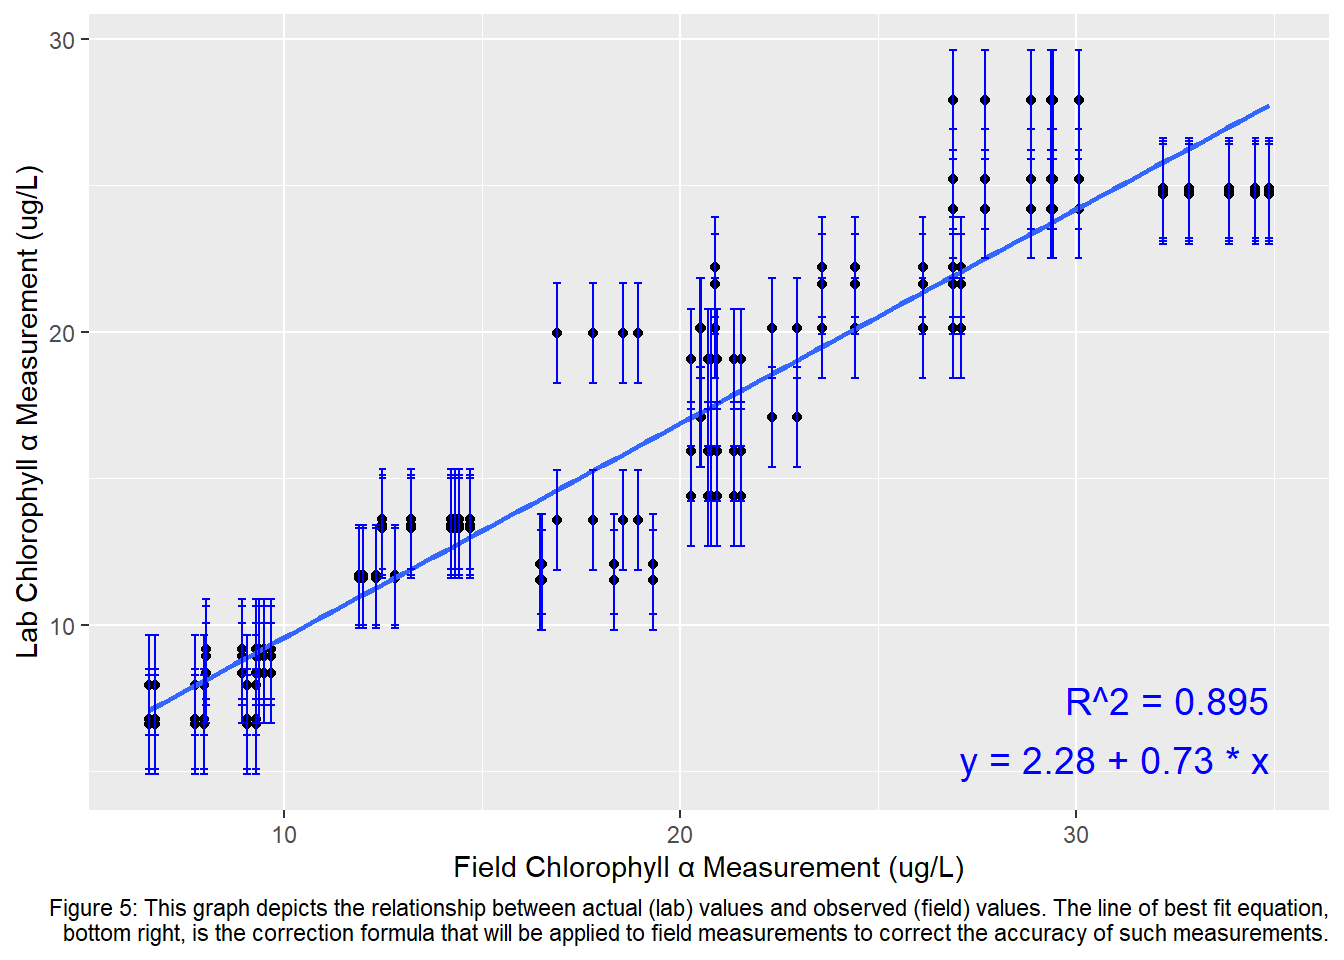 30
20
10
Lab Chlorophyll α Measurement (ug/L)
R^2 = 0.895
y = 2.28 + 0.73 * x
10 20 30
Field Chlorophyll α Measurement (ug/L)
Figure 5: This graph depicts the relationship between actual (lab) values and observed (field) values. The line of best fit equation,
bottom right, is the correction formula that will be applied to field measurements to correct the accuracy of such measurements.